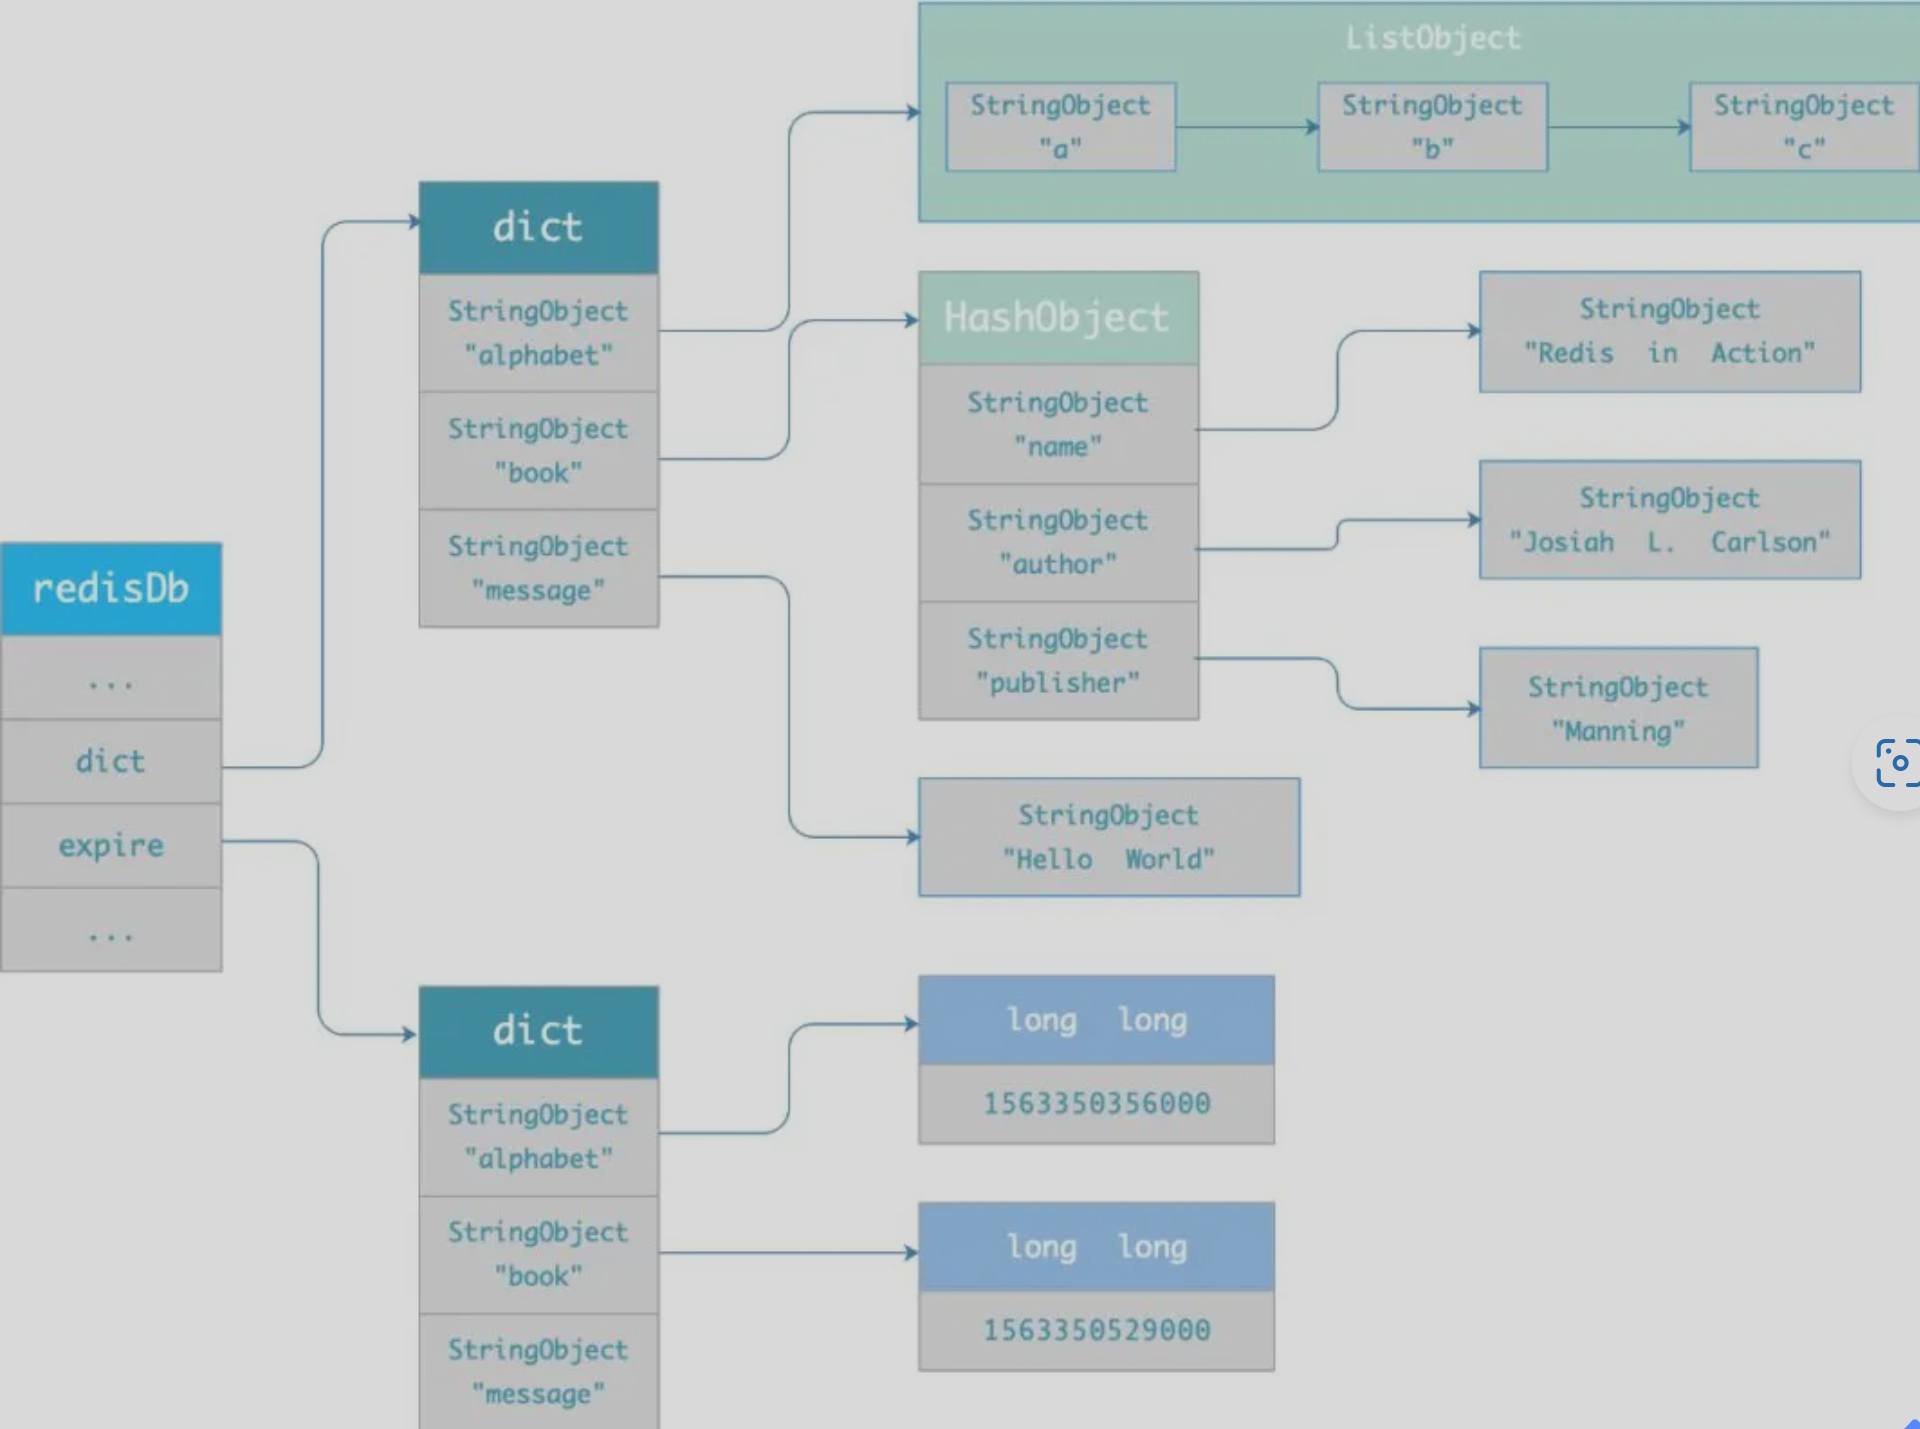 ListObject
StringObject
"a"
StringObject
"b"
StringObject
"c"
dict
StringObject
"alphabet"
StringObject
"book"
StringObject
"message"
HashObject
StringObject
"name"
StringObject
"author"
StringObject
"publisher"
StringObject
"Redis in Action"
StringObject
"Josiah L. Carlson"
StringObject
"Manning"
redisDb
...
dict
expire
...
StringObject
"Hello World"
dict
StringObject
"alphabet"
StringObject
"book"
StringObject
"message"
long long
1563350356000
long long
1563350529000